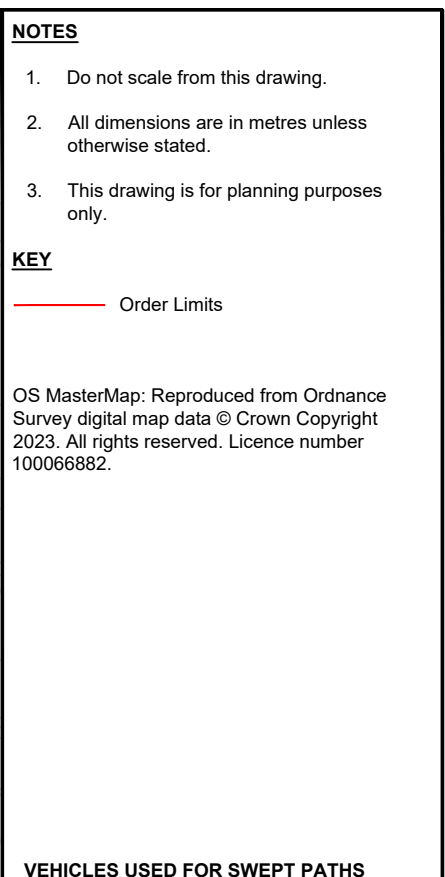 NOTES
1. Do not scale from this drawing.
2. All dimensions are in metres unless
otherwise stated.
3. This drawing is for planning purposes
only.
KEY
Order Limits
OS MasterMap: Reproduced from Ordnance
Survey digital map data © Crown Copyright
2023. All rights reserved. Licence number
100066882.
VEHICLES USED FOR SWEPT PATHS